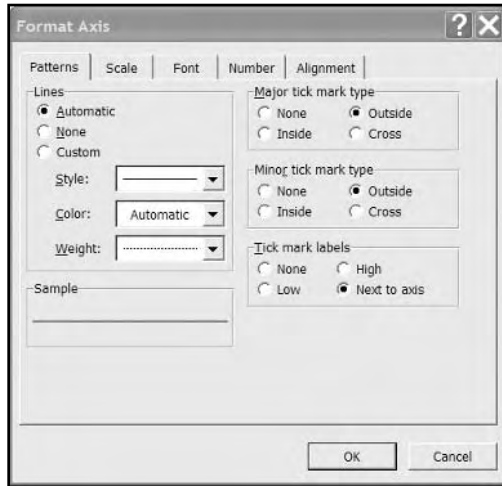 Format Axis
Patterns Scale Font Number Alignment
Lines
Automatic
None
Custom
Style:
Color: Automatic
Weight:
Sample
Major tick mark type
None Outside
Inside Cross
Minor tick mark type
None Outside
Inside Cross
Tick mark labels
None High
Low Next to axis
OK Cancel